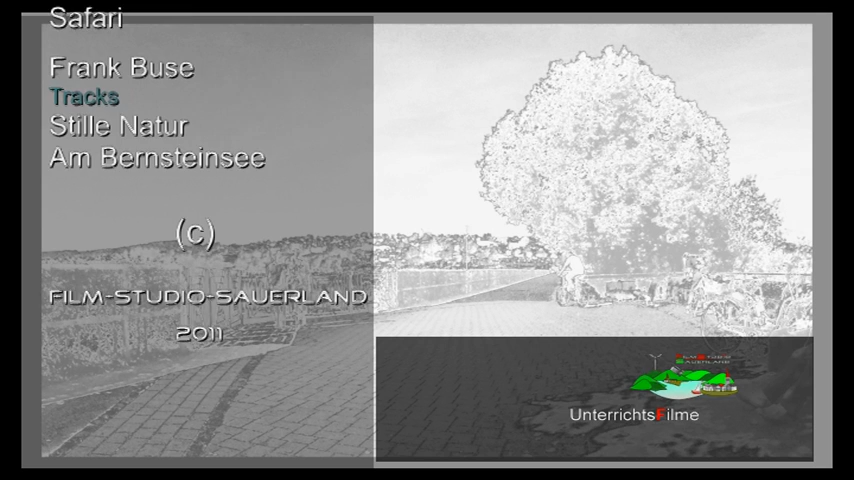 Safari
Frank Buse
Tracks
Stille Natur
Am Bernsteinsee
(c)
FILM-STUDIO-SAUERLAND
2011
UnterrichtsFilme